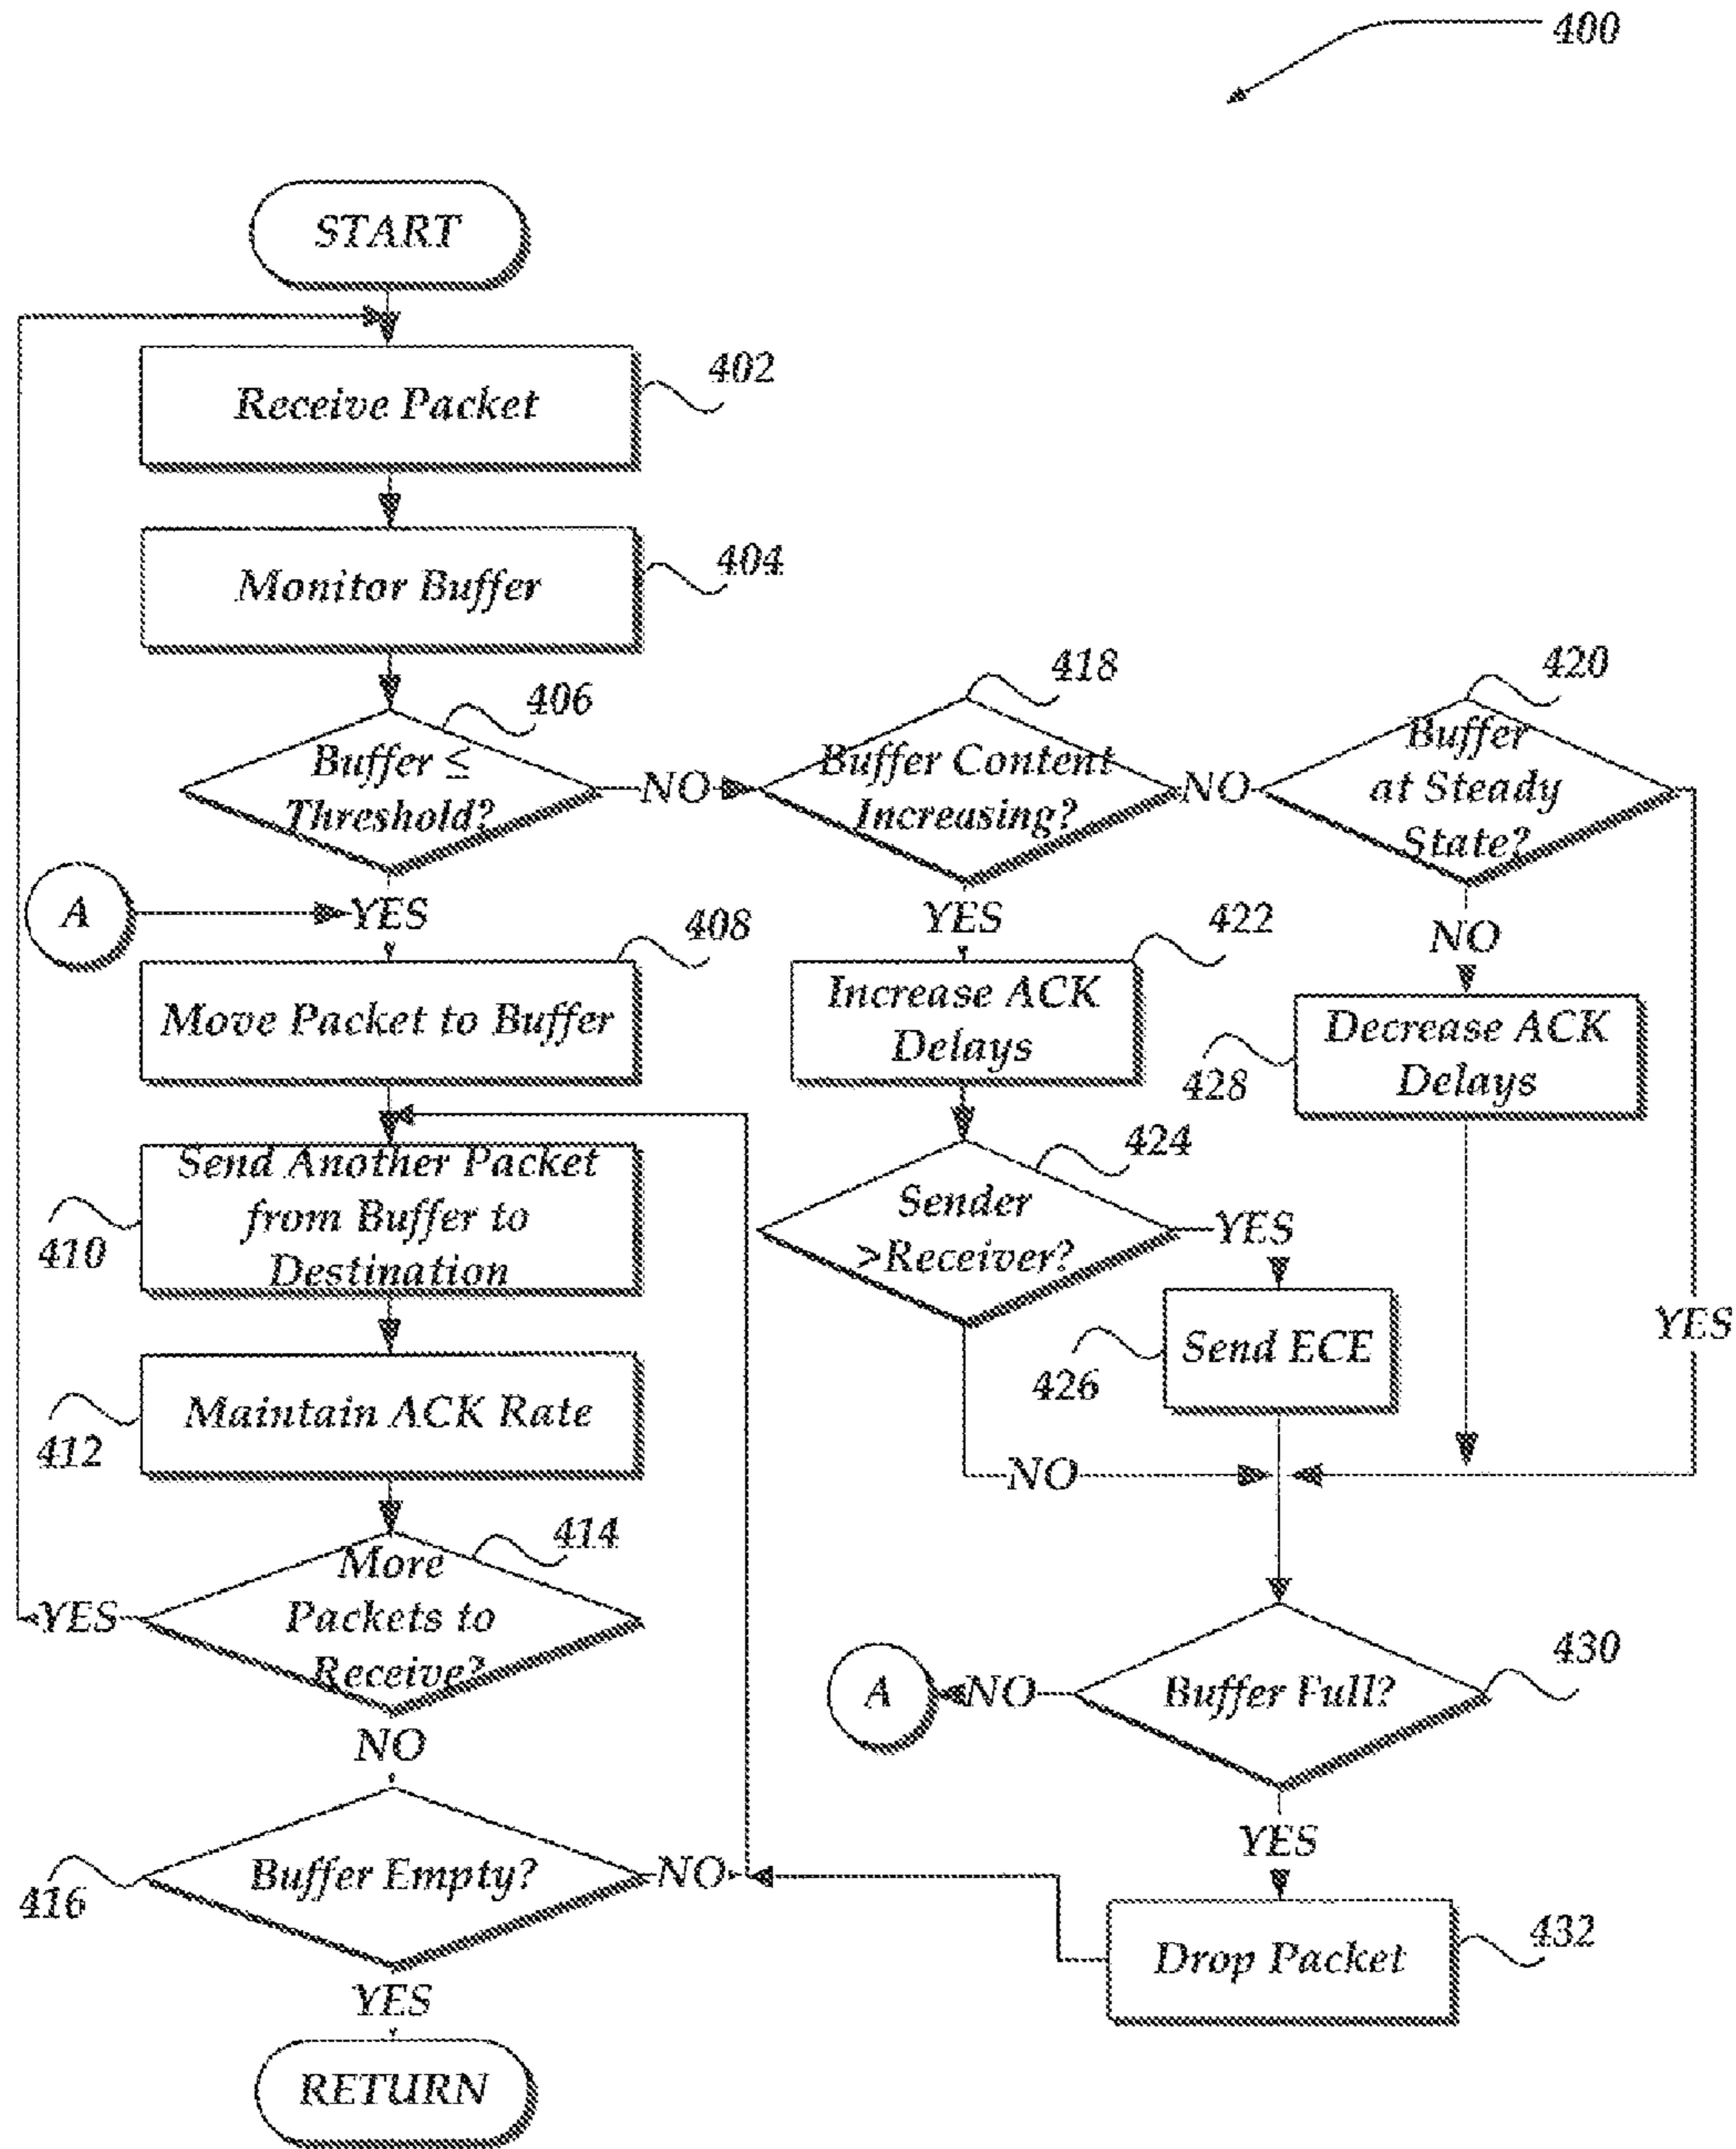 400
START
Receive Packet
402
Monitor Buffer
404
406
Buffer ≤
Threshold?
NO
418
Buffer Content
Increasing?
NO
420
Buffer
at Steady
State?
A
YES
YES
NO
YES
408
Move Packet to Buffer
422
Increase ACK
Delays
428
Decrease ACK
Delays
410
Send Another Packet
from Buffer to
Destination
424
Sender
>Receiver?
YES
NO
426
Send ECE
412
Maintain ACK Rate
414
More
Packets to
Receive?
YES
NO
430
Buffer Full?
NO
A
YES
416
Buffer Empty?
NO
YES
432
Drop Packet
RETURN